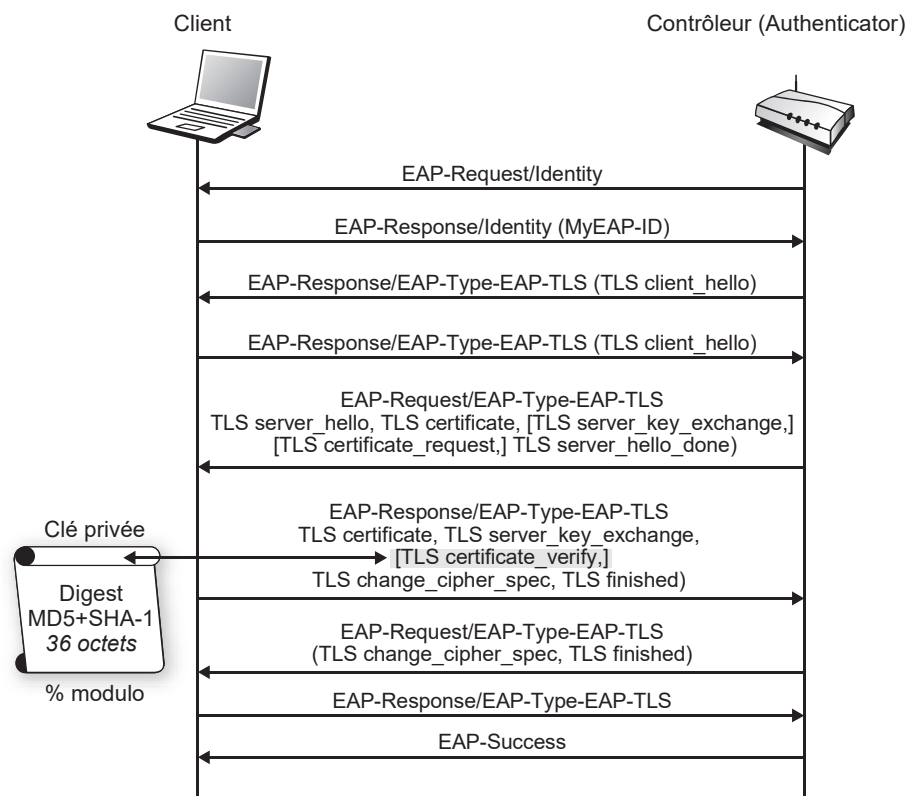 Client
Contrôleur (Authenticator)
EAP-Request/Identity
EAP-Response/Identity (MyEAP-ID)
EAP-Response/EAP-Type-EAP-TLS (TLS client_hello)
EAP-Response/EAP-Type-EAP-TLS (TLS client_hello)
EAP-Request/EAP-Type-EAP-TLS
TLS server_hello, TLS certificate, [TLS server_key_exchange,]
[TLS certificate_request,] TLS server_hello_done)
EAP-Response/EAP-Type-EAP-TLS
TLS certificate, TLS server_key_exchange,
[TLS certificate_verify,]
TLS change_cipher_spec, TLS finished)
Clé privée
Digest
MD5+SHA-1
36 octets
% modulo
EAP-Request/EAP-Type-EAP-TLS
(TLS change_cipher_spec, TLS finished)
EAP-Response/EAP-Type-EAP-TLS
EAP-Success